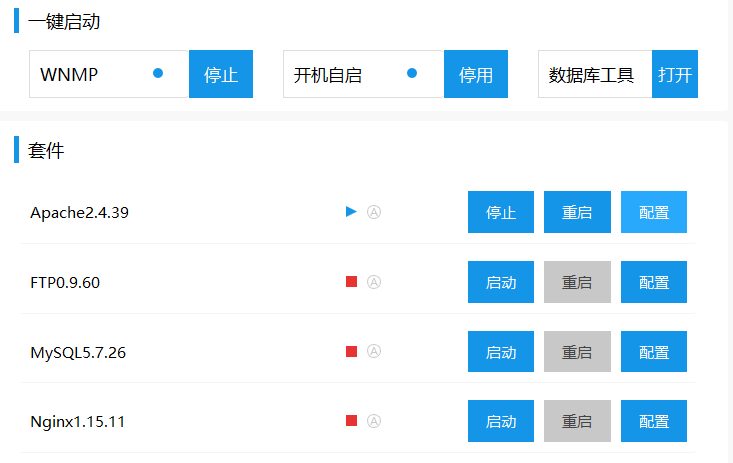 一键启动
WNMP 停止 开机自启 停用 数据库工具 打开
套件
Apache2.4.39 Ⓐ 停止 重启 配置
FTP0.9.60 Ⓐ 启动 重启 配置
MySQL5.7.26 Ⓐ 启动 重启 配置
Nginx1.15.11 Ⓐ 启动 重启 配置